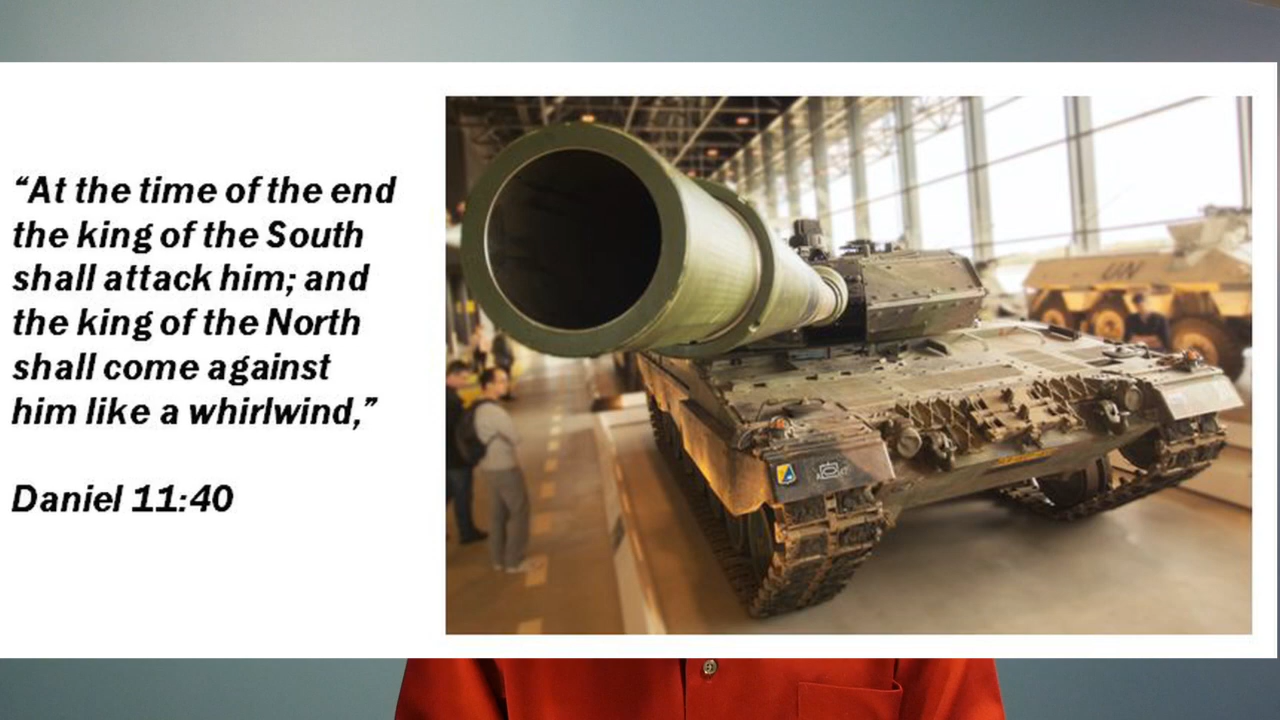 “At the time of the end
the king of the South
shall attack him; and
the king of the North
shall come against
him like a whirlwind,”
Daniel 11:40
UN